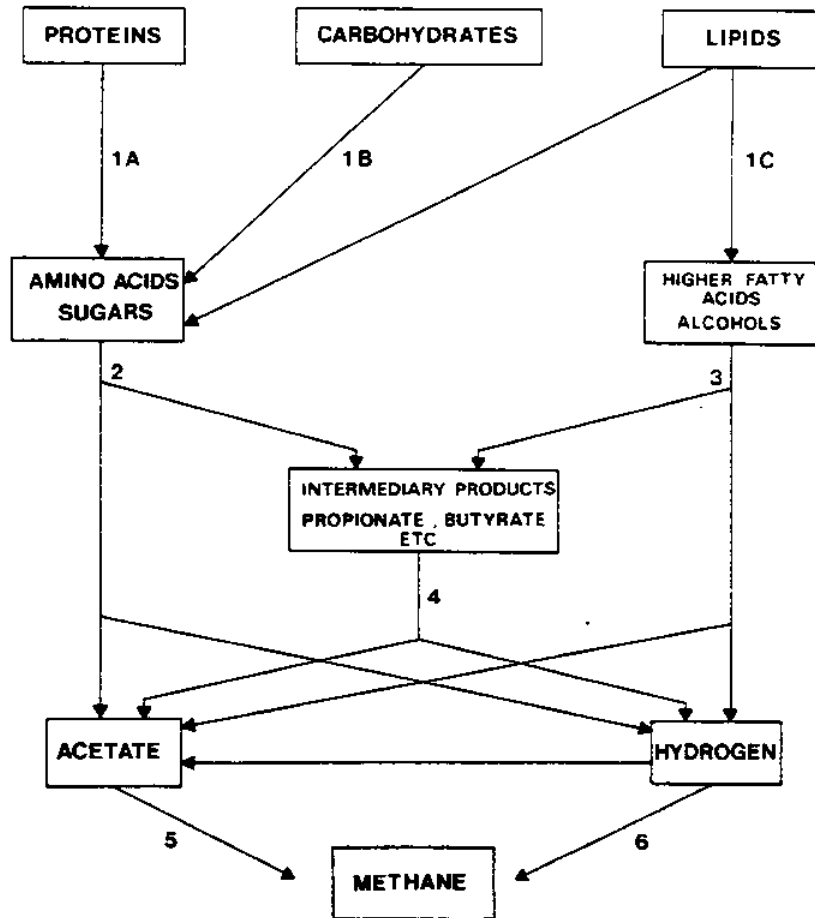 PROTEINS
CARBOHYDRATES
LIPIDS
1A
1B
1C
AMINO ACIDS
SUGARS
HIGHER FATTY
ACIDS
ALCOHOLS
2
3
INTERMEDIARY PRODUCTS
PROPIONATE, BUTYRATE
ETC
4
ACETATE
HYDROGEN
5
6
METHANE